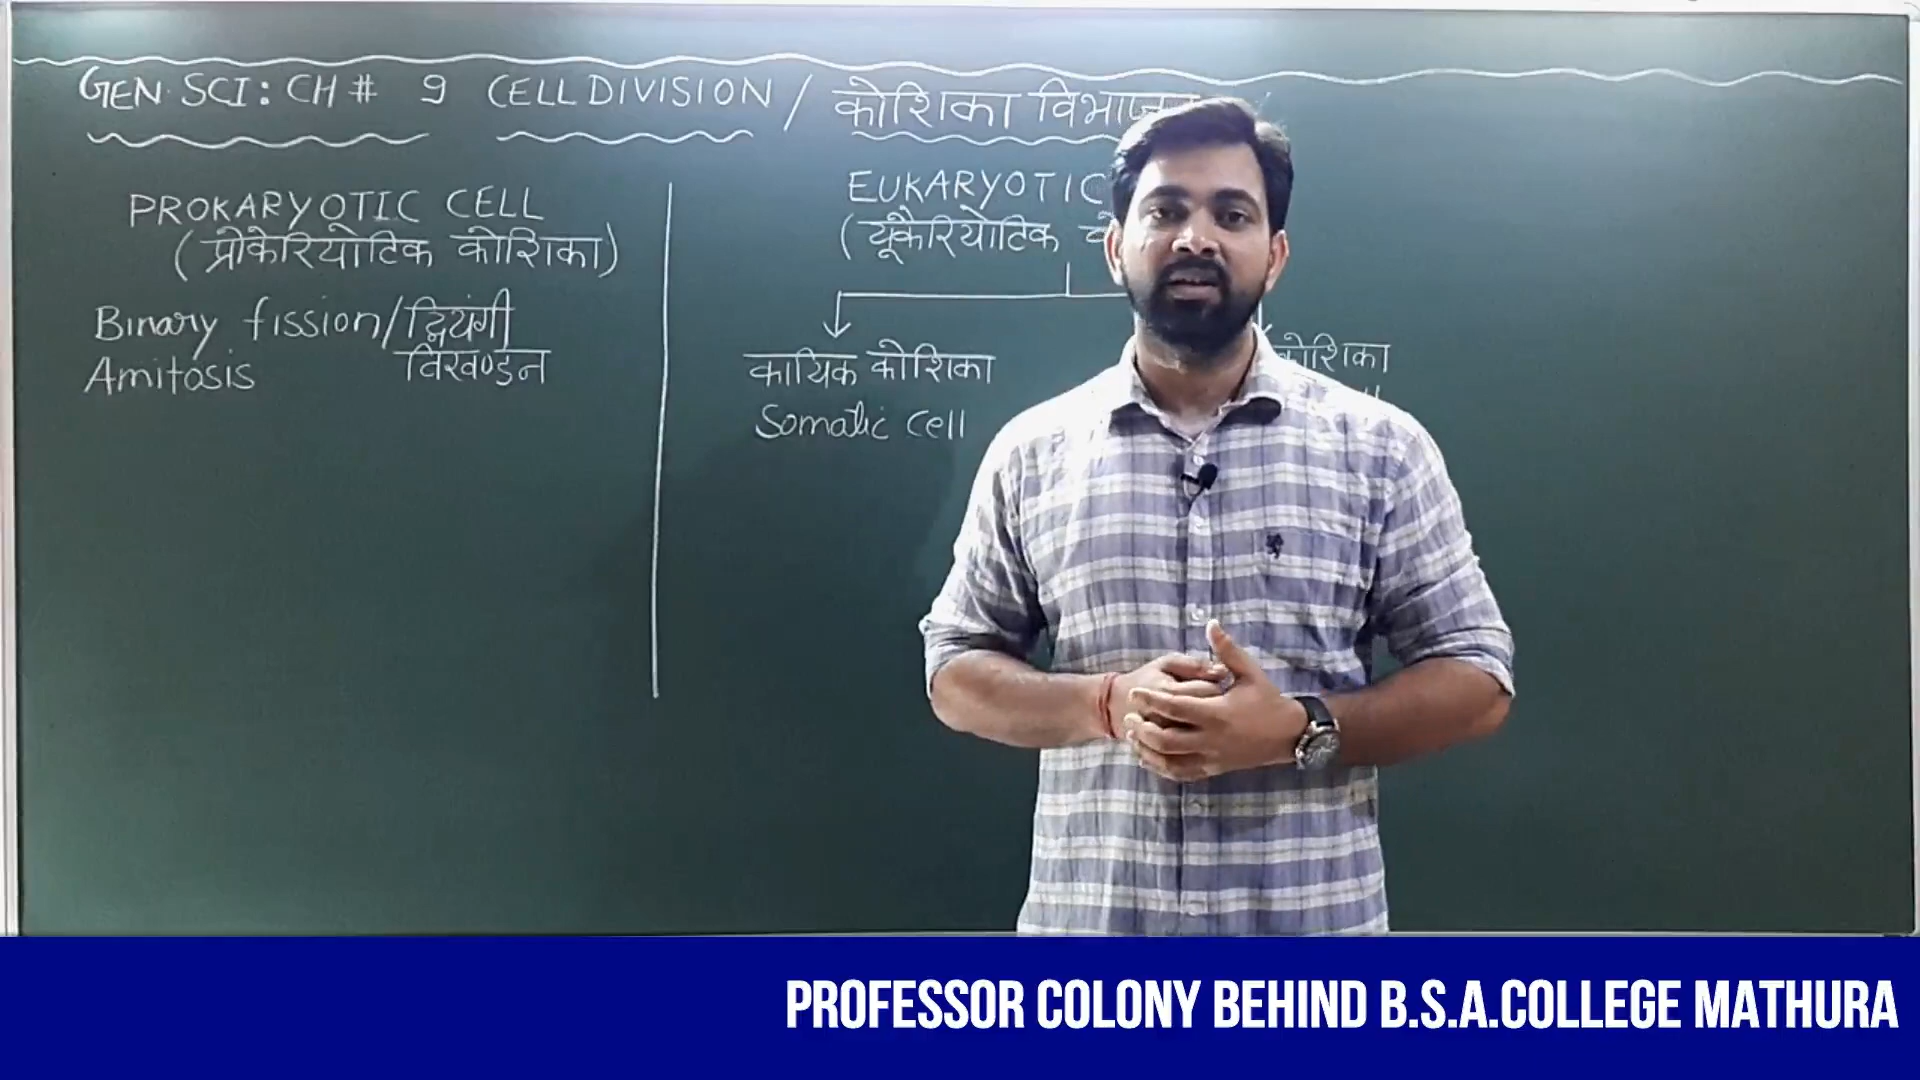 GEN. SCI: CH # 9 CELL DIVISION / कोशिका विभाजन
PROKARYOTIC CELL
(प्रोकेरियोटिक कोशिका)
Binary fission/द्वियंगी
Amitosis विखण्डन
EUKARYOTIC
(यूकैरियोटिक
कायिक कोशिका
Somatic cell
कोशिका
PROFESSOR COLONY BEHIND B.S.A.COLLEGE MATHURA